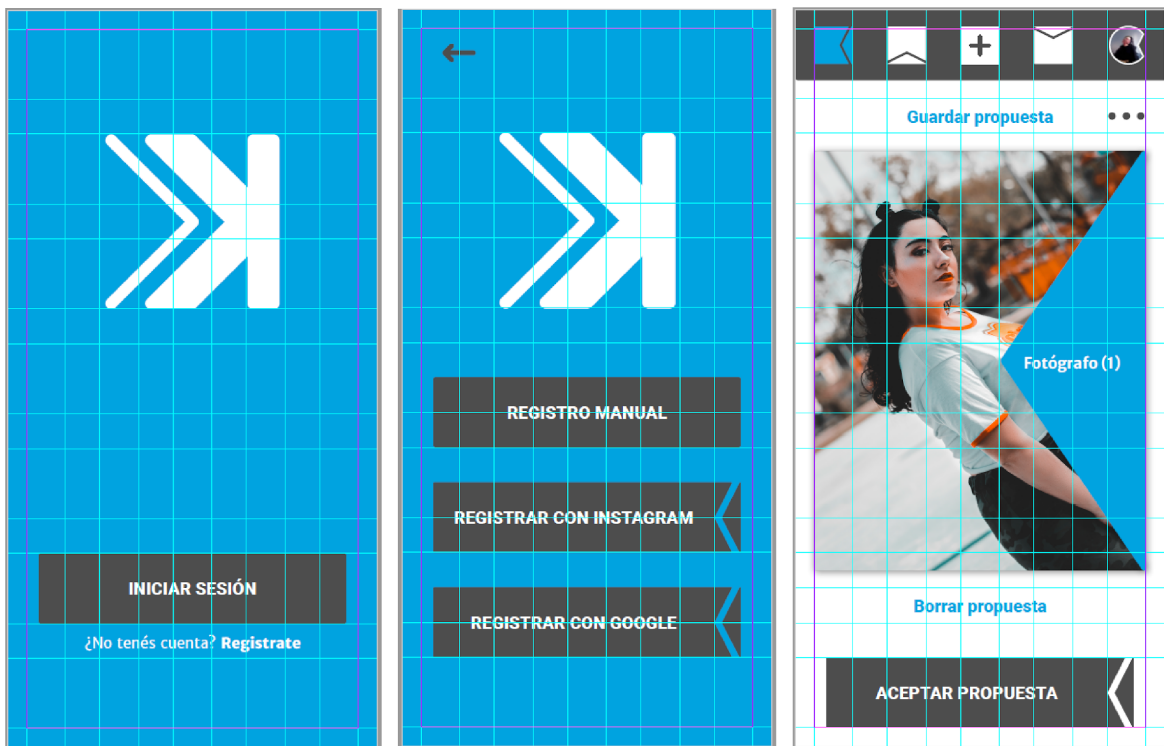 INICIAR SESIÓN
¿No tenés cuenta? Registrate
REGISTRO MANUAL
REGISTRAR CON INSTAGRAM
REGISTRAR CON GOOGLE
Guardar propuesta
Fotógrafo (1)
Borrar propuesta
ACEPTAR PROPUESTA